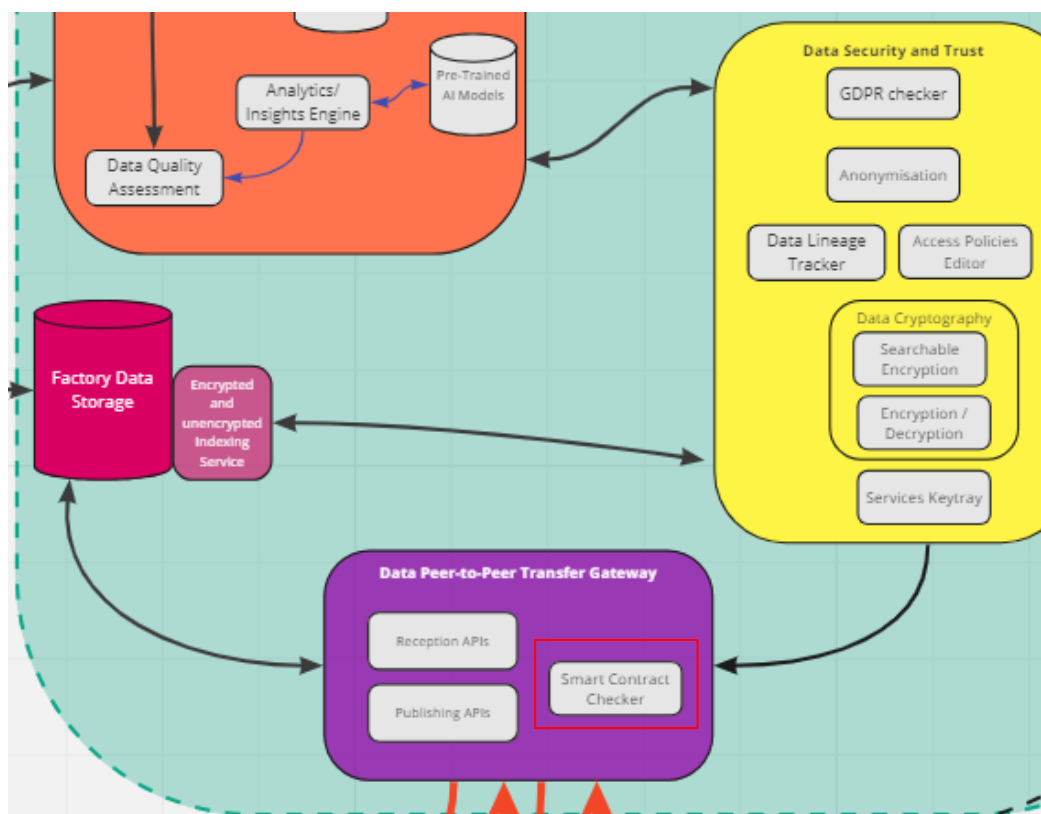 Analytics/
Insights Engine
Pre-Trained
AI Models
Data Quality
Assessment
Data Security and Trust
GDPR checker
Anonymisation
Data Lineage
Tracker
Access Policies
Editor
Data Cryptography
Searchable
Encryption
Encryption /
Decryption
Services Keytray
Factory Data
Storage
Encrypted
and
unencrypted
Indexing
Service
Data Peer-to-Peer Transfer Gateway
Reception APIs
Publishing APIs
Smart Contract
Checker